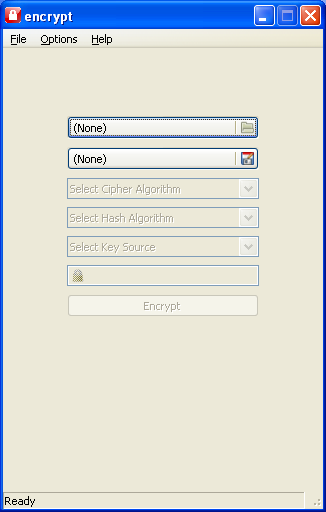 encrypt
File Options Help
(None)
(None)
Select Cipher Algorithm
Select Hash Algorithm
Select Key Source
Encrypt
Ready